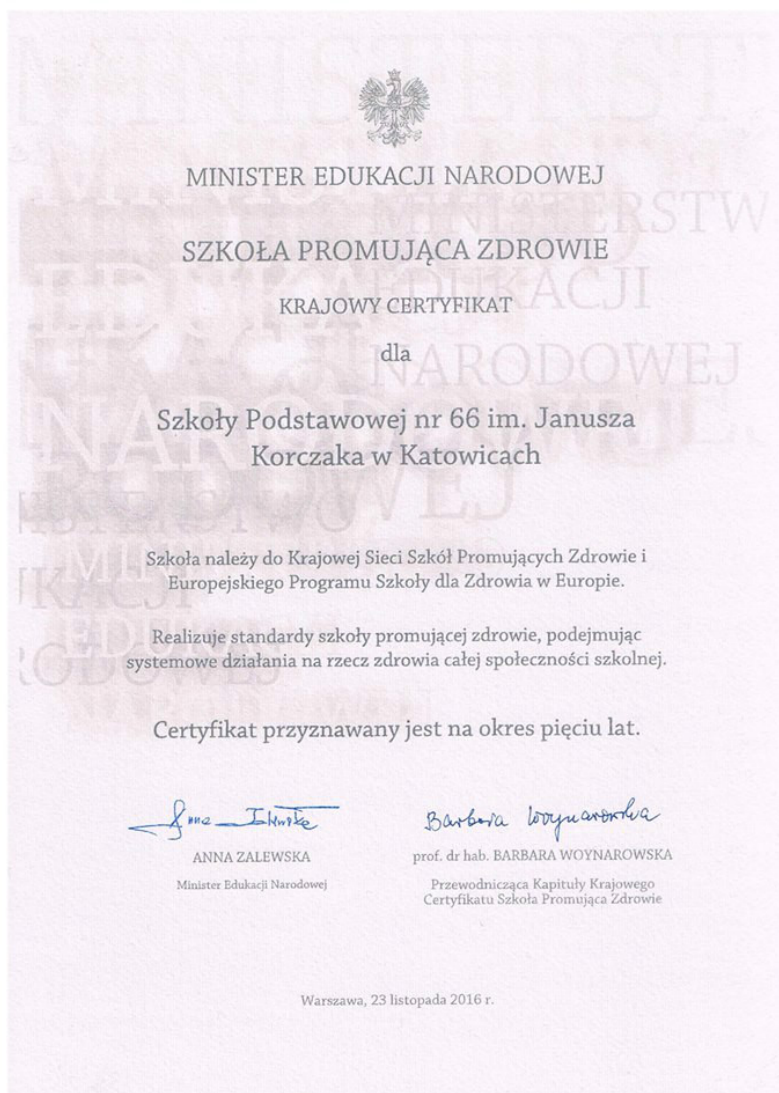 MINISTER EDUKACJI NARODOWEJ
SZKOŁA PROMUJĄCA ZDROWIE
KRAJOWY CERTYFIKAT
dla
Szkoły Podstawowej nr 66 im. Janusza
Korczaka w Katowicach
Szkoła należy do Krajowej Sieci Szkół Promujących Zdrowie i
Europejskiego Programu Szkoły dla Zdrowia w Europie.
Realizuje standardy szkoły promującej zdrowie, podejmując
systemowe działania na rzecz zdrowia całej społeczności szkolnej.
Certyfikat przyznawany jest na okres pięciu lat.
Anna Zalewska
Barbara Woynarowska
ANNA ZALEWSKA
prof. dr hab. BARBARA WOYNAROWSKA
Minister Edukacji Narodowej
Przewodnicząca Kapituły Krajowego
Certyfikatu Szkoła Promująca Zdrowie
Warszawa, 23 listopada 2016 r.